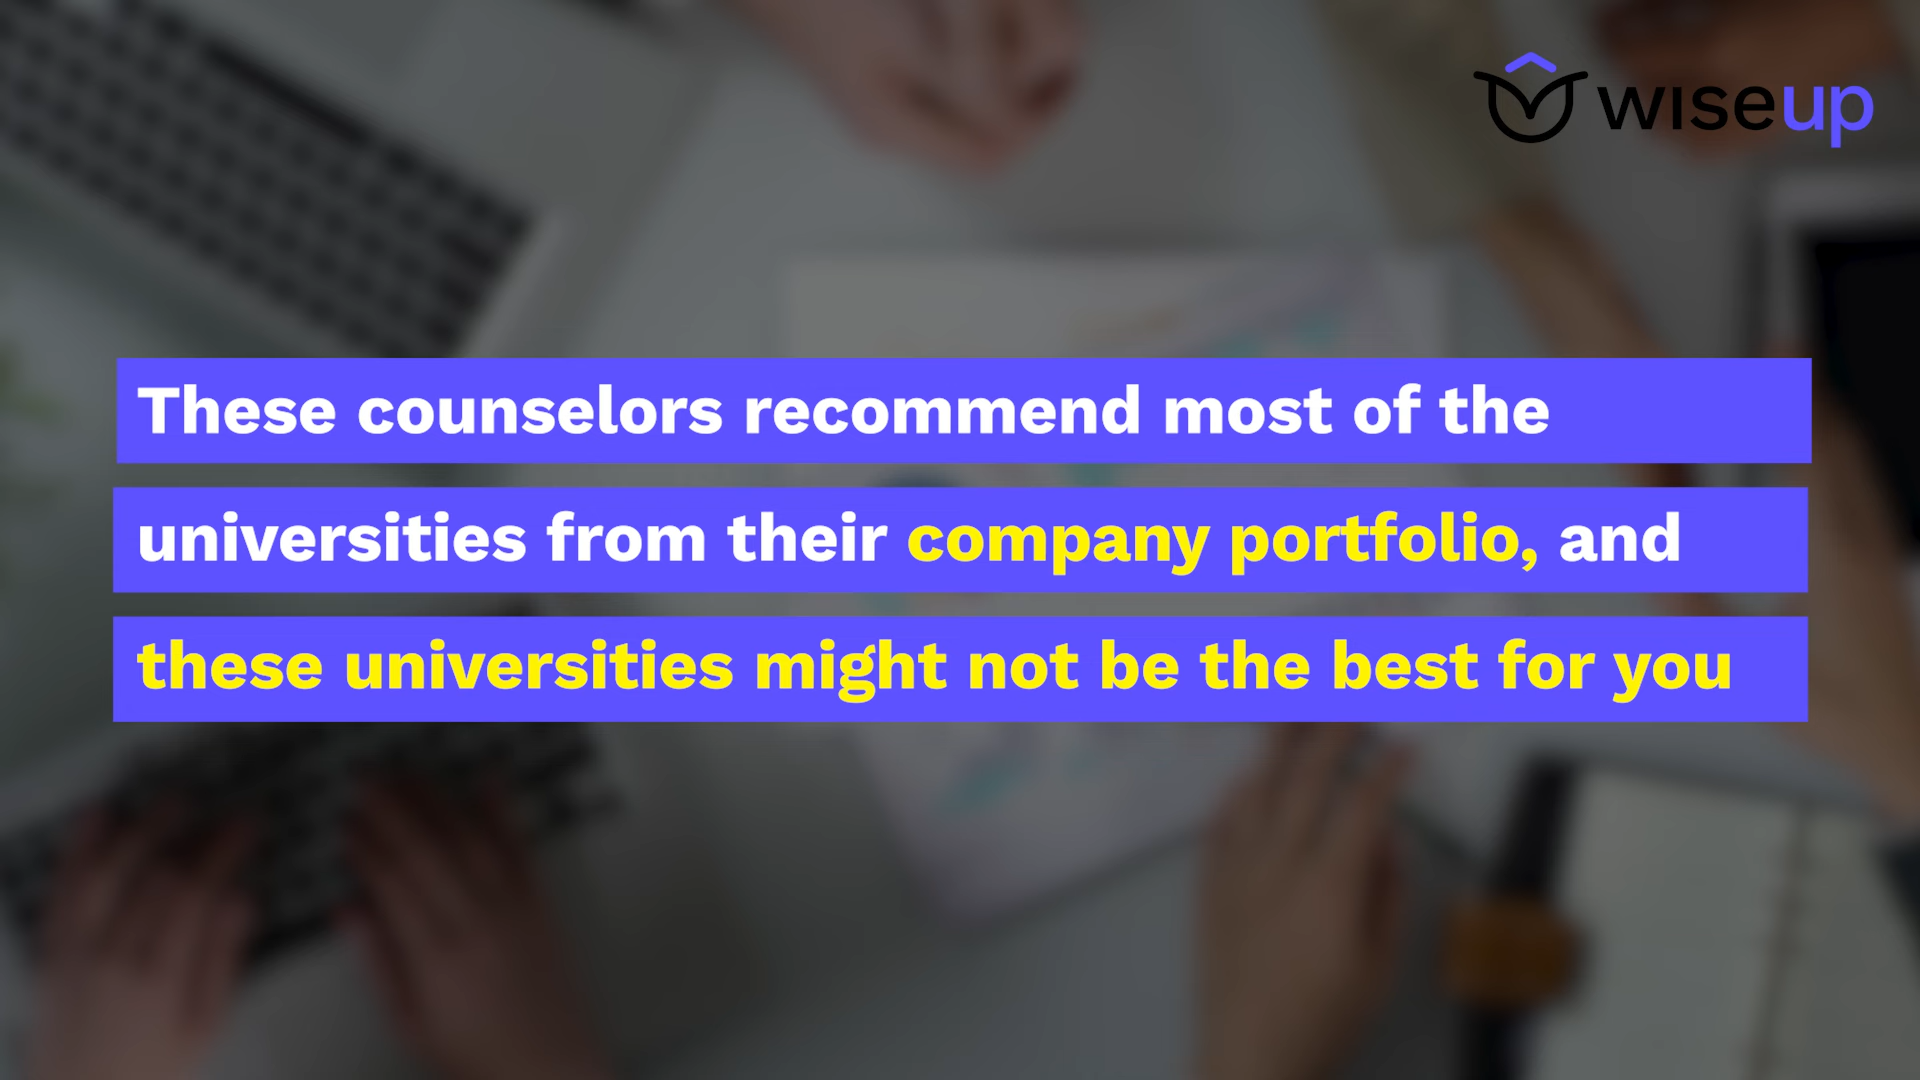 wiseup
These counselors recommend most of the
universities from their company portfolio, and
these universities might not be the best for you